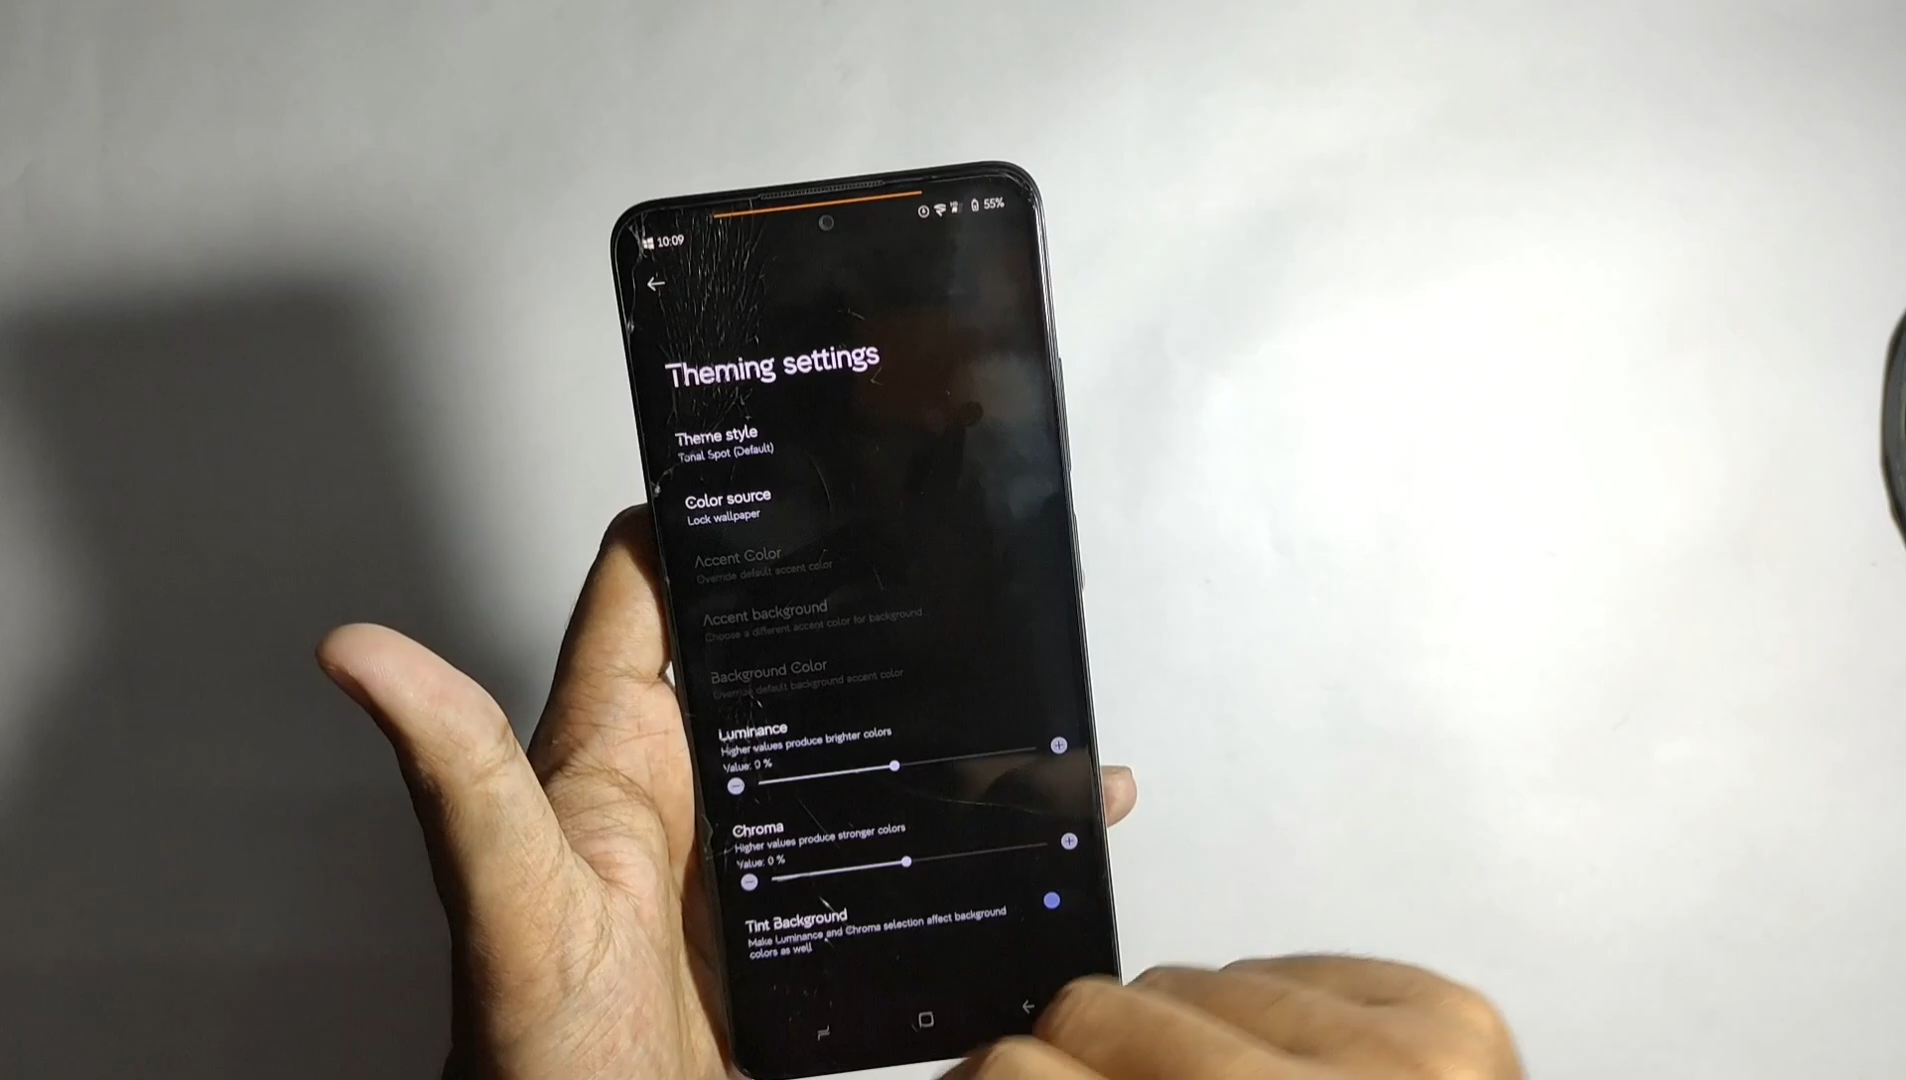 10:09
55%
Theming settings
Theme style
Tonal Spot (Default)
Color source
Lock wallpaper
Accent Color
Override default accent color
Accent background
Choose a different accent color for background...
Background Color
Override default background accent color
Luminance
Higher values produce brighter colors
Value: 0 %
Chroma
Higher values produce stronger colors
Value: 0 %
Tint Background
Make Luminance and Chroma selection affect background
colors as well